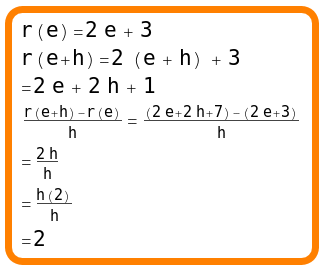 r(e)=2 e + 3
r(e+h)=2 (e + h) + 3
=2 e + 2 h + 1
r(e+h)-r(e)/h = (2 e+2 h+7)-(2 e+3)/h
= 2 h/h
= h(2)/h
=2